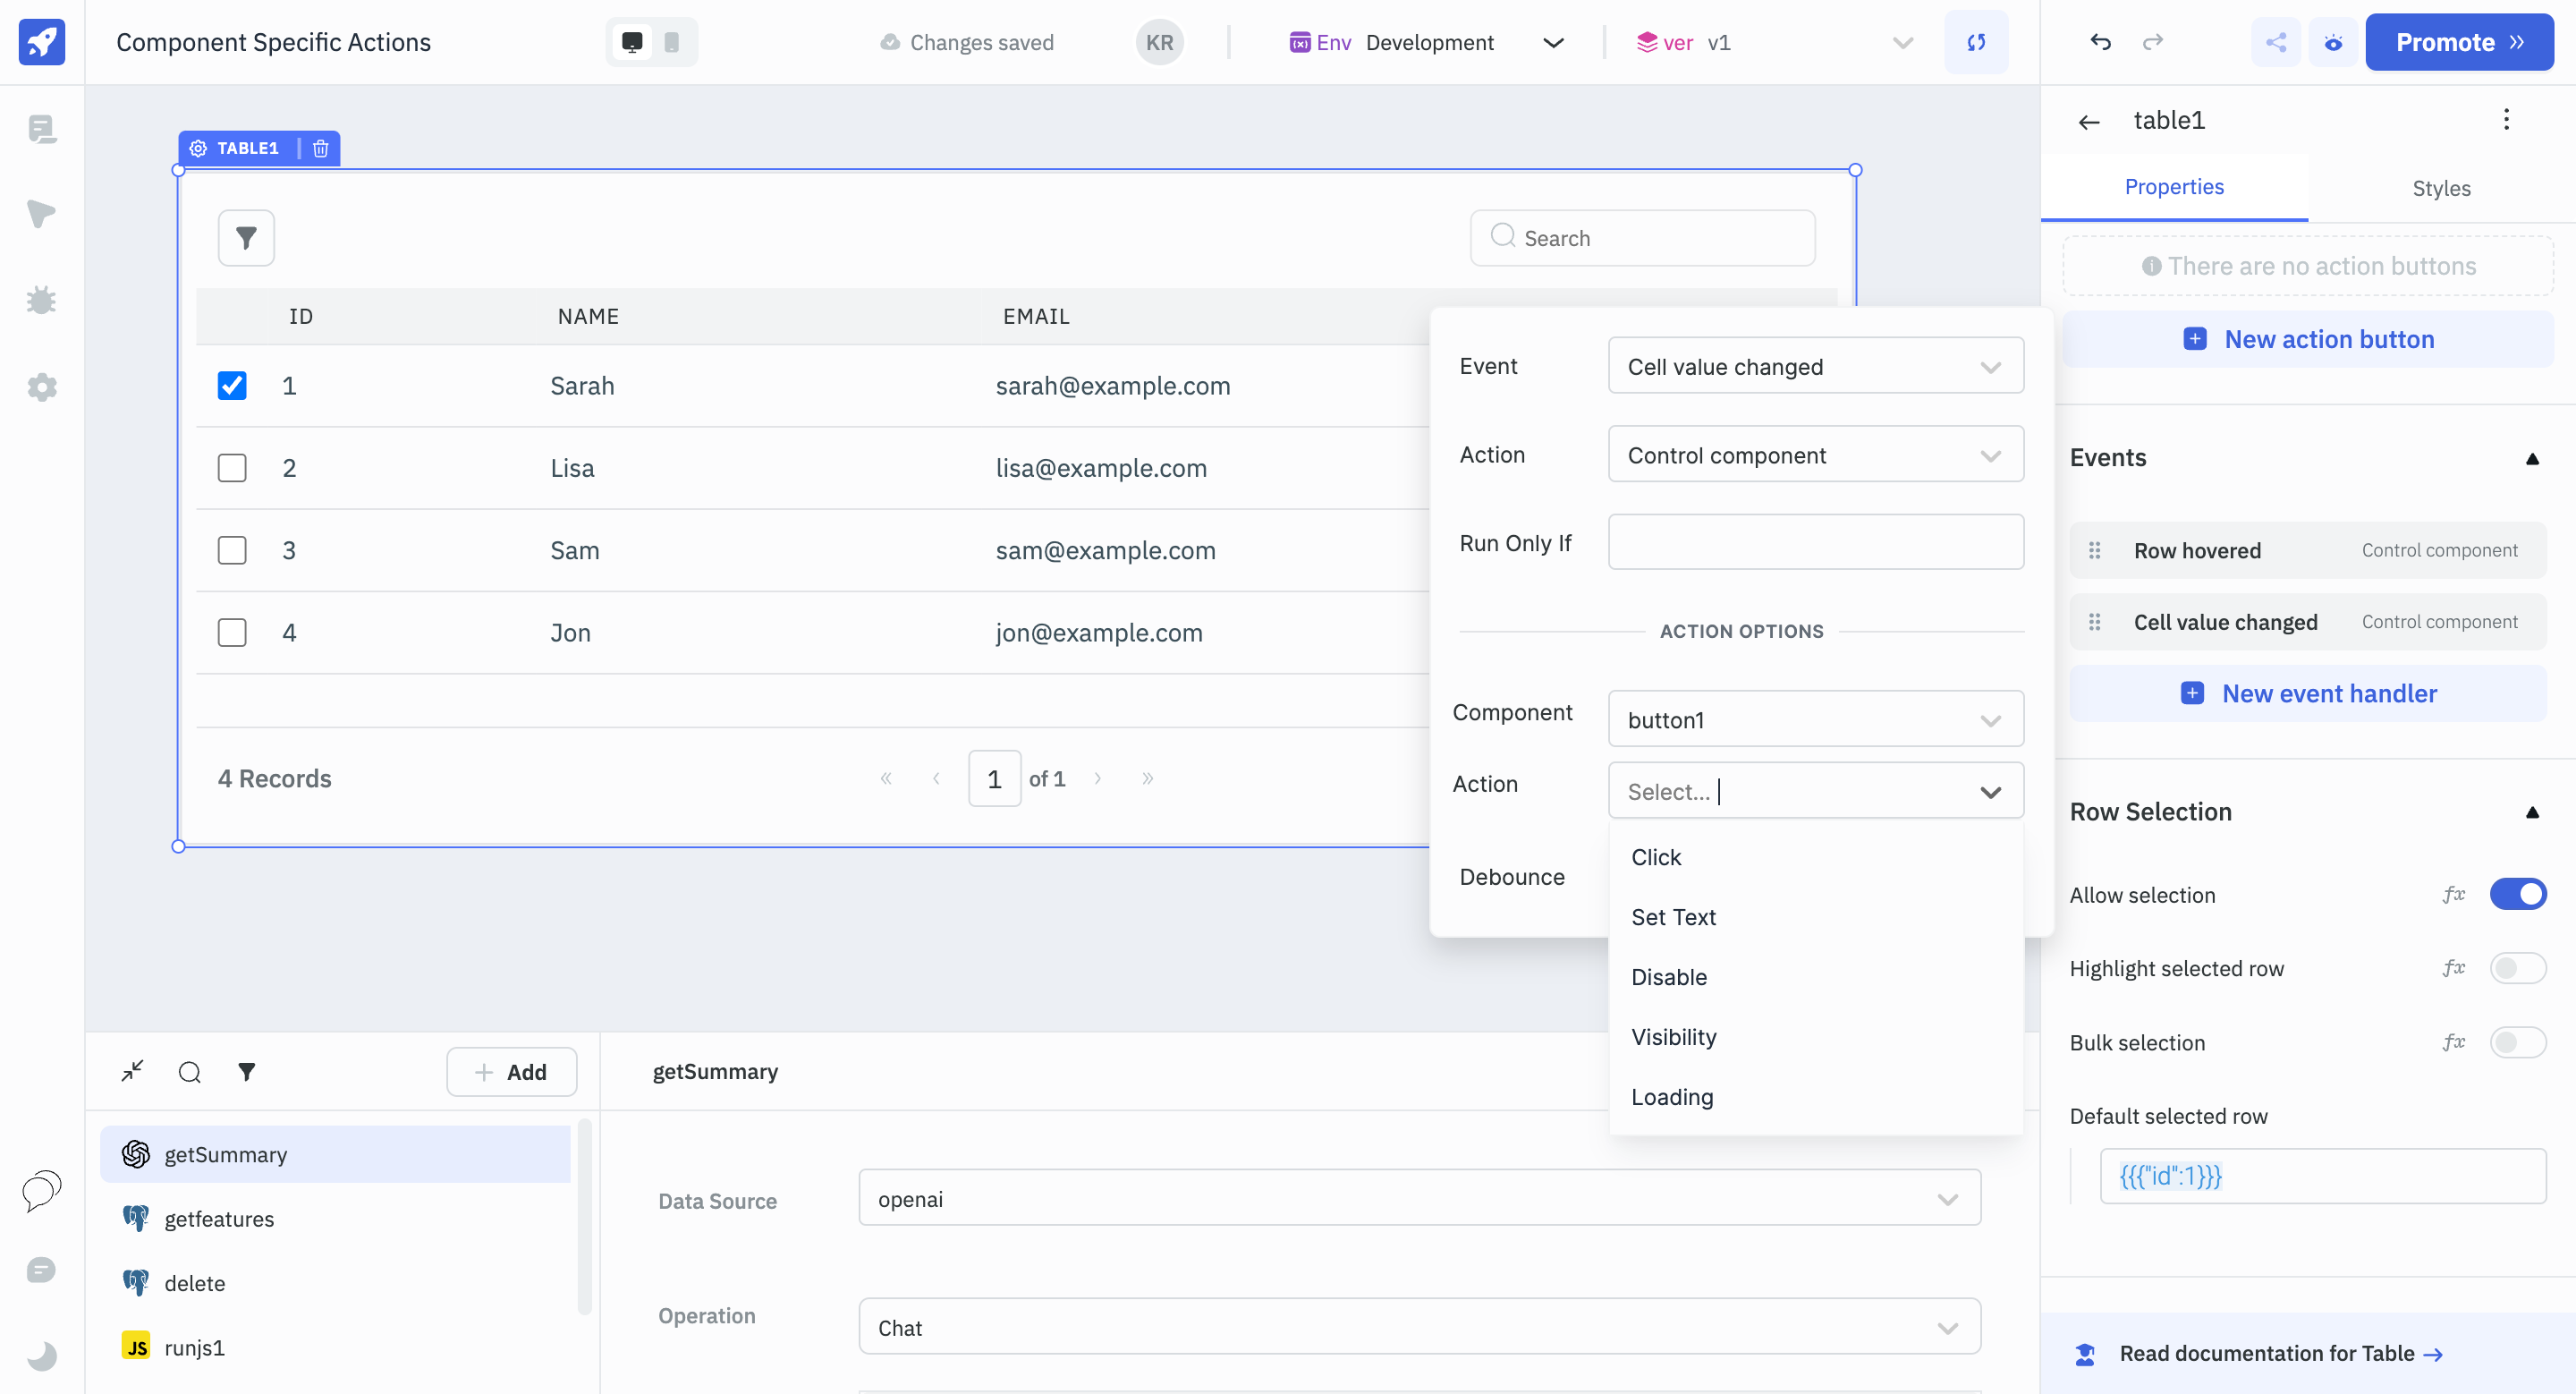 Component Specific Actions
Changes saved
KR
Env Development
ver v1
Promote
TABLE1
Search
ID NAME EMAIL
1 Sarah sarah@example.com
2 Lisa lisa@example.com
3 Sam sam@example.com
4 Jon jon@example.com
4 Records
« ‹ 1 of 1 › »
Event Cell value changed
Action Control component
Run Only If
ACTION OPTIONS
Component button1
Action Select...
Debounce
Click
Set Text
Disable
Visibility
Loading
table1
Properties Styles
There are no action buttons
New action button
Events
Row hovered Control component
Cell value changed Control component
New event handler
Row Selection
Allow selection fx
Highlight selected row fx
Bulk selection fx
Default selected row
{{{"id":1}}}
Read documentation for Table →
Add
getSummary
getfeatures
delete
JS runjs1
getSummary
Data Source openai
Operation Chat